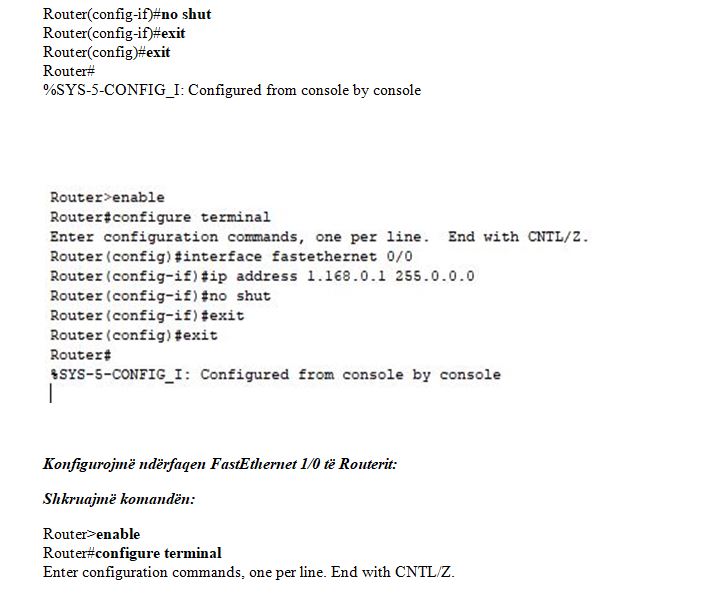 Router(config-if)#no shut
Router(config-if)#exit
Router(config)#exit
Router#
%SYS-5-CONFIG_I: Configured from console by console
Router>enable
Router#configure terminal
Enter configuration commands, one per line.  End with CNTL/Z.
Router(config)#interface fastethernet 0/0
Router(config-if)#ip address 1.168.0.1 255.0.0.0
Router(config-if)#no shut
Router(config-if)#exit
Router(config)#exit
Router#
%SYS-5-CONFIG_I: Configured from console by console
Konfigurojmë ndërfaqen FastEthernet 1/0 të Routerit:
Shkruajmë komandën:
Router>enable
Router#configure terminal
Enter configuration commands, one per line. End with CNTL/Z.